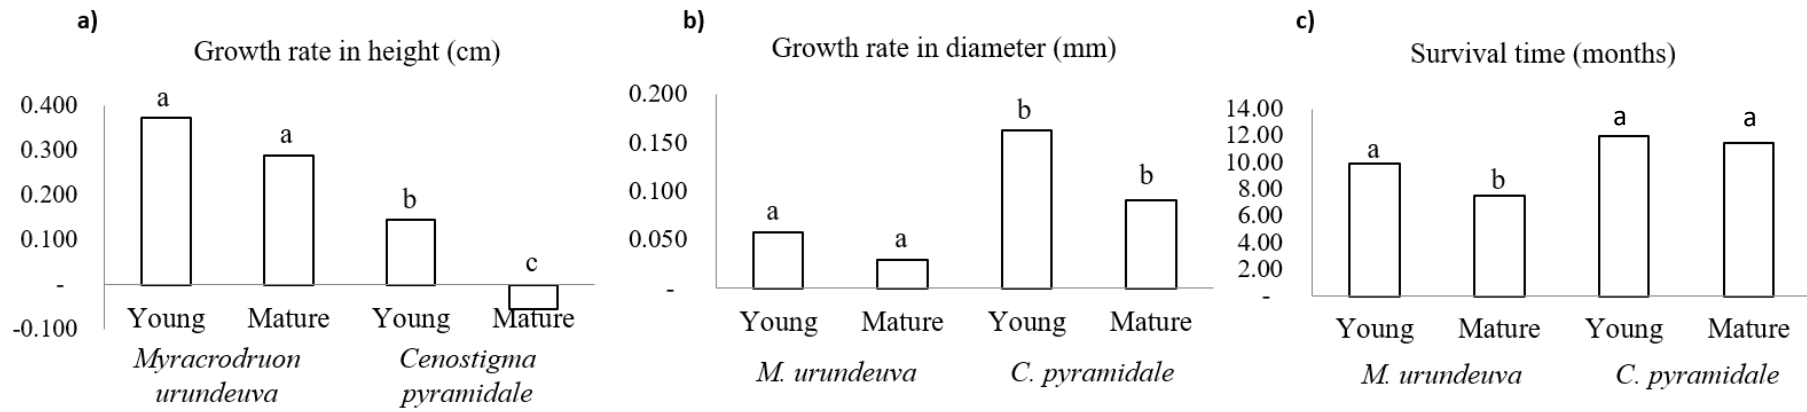 a)
Growth rate in height (cm)
0.400
0.300
0.200
0.100
-
-0.100
a
a
b
c
Young Mature Young Mature
Myracrodruon urundeuva
Cenostigma pyramidale
b)
Growth rate in diameter (mm)
0.200
0.150
0.100
0.050
-
a
a
b
b
Young Mature Young Mature
M. urundeuva C. pyramidale
c)
Survival time (months)
14.00
12.00
10.00
8.00
6.00
4.00
2.00
-
a
b
a
a
Young Mature Young Mature
M. urundeuva C. pyramidale